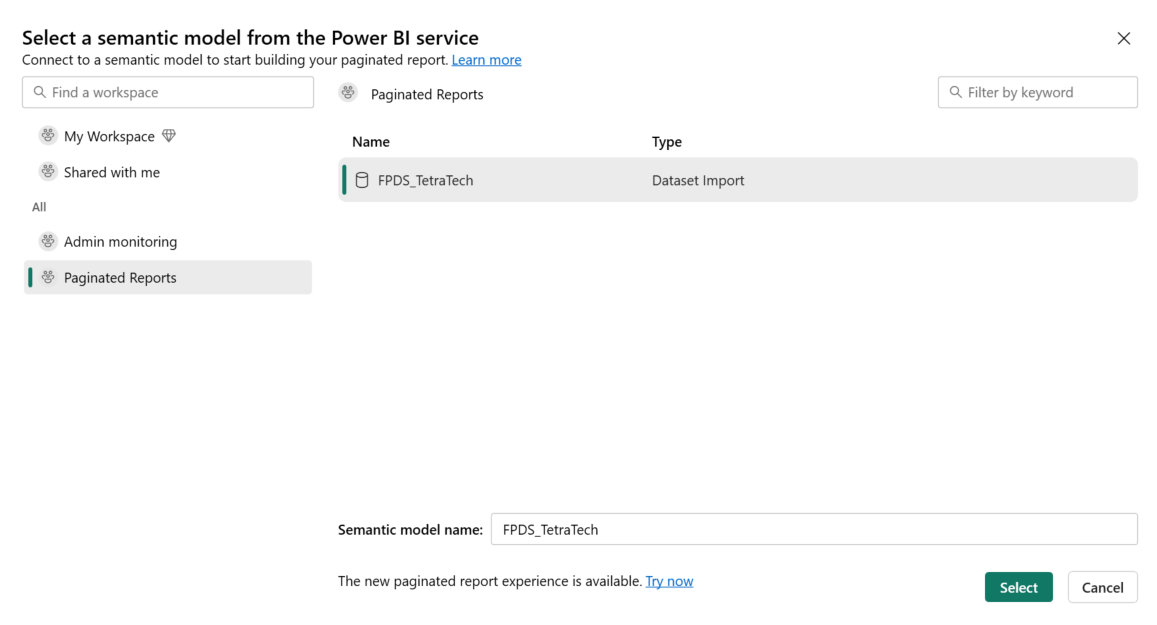 Select a semantic model from the Power BI service
Connect to a semantic model to start building your paginated report. Learn more
Find a workspace
Paginated Reports
Filter by keyword
My Workspace
Shared with me
All
Admin monitoring
Paginated Reports
Name Type
FPDS_TetraTech Dataset Import
Semantic model name: FPDS_TetraTech
The new paginated report experience is available. Try now
Select Cancel